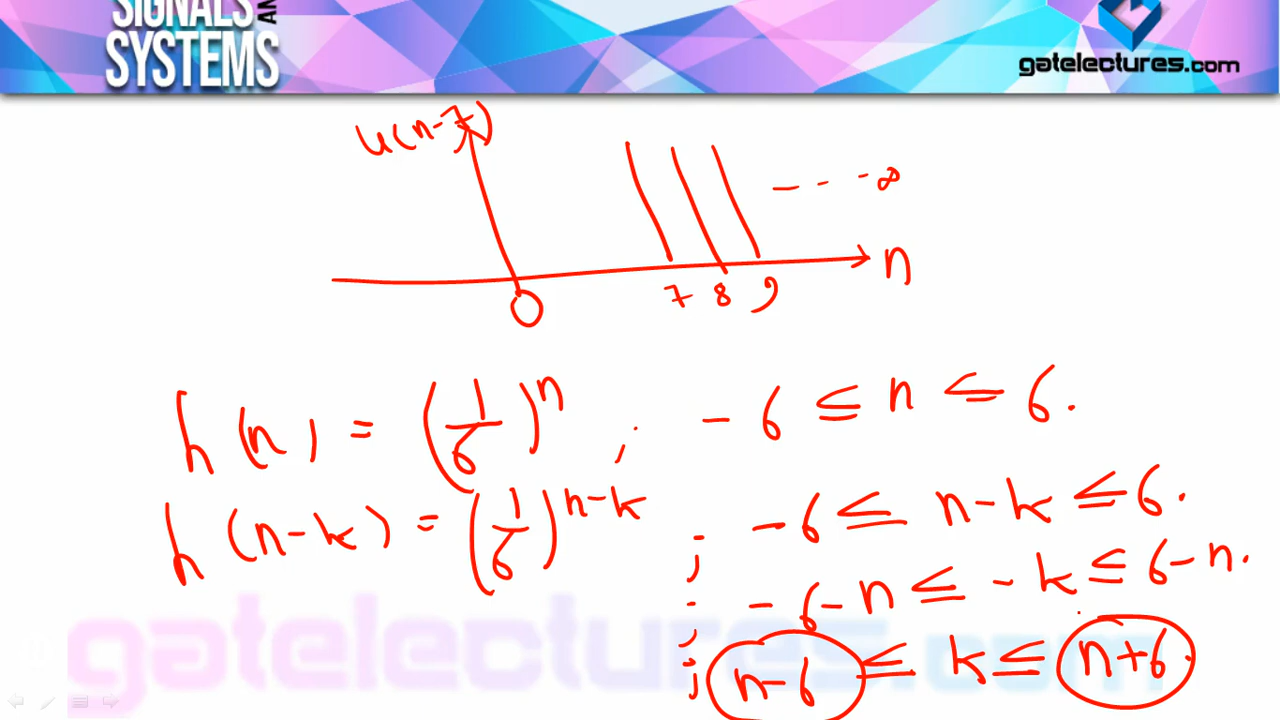 SIGNALS AN
SYSTEMS
gatelectures.com
u(n-7)
- - - ∞
n
0
7 8 9
h(n) = (1/6)^n ; -6 ≤ n ≤ 6.
h(n-k) = (1/6)^n-k ; -6 ≤ n-k ≤ 6.
; -6-n ≤ -k ≤ 6-n.
; n-6 ≤ k ≤ n+6.
gatelectures.com